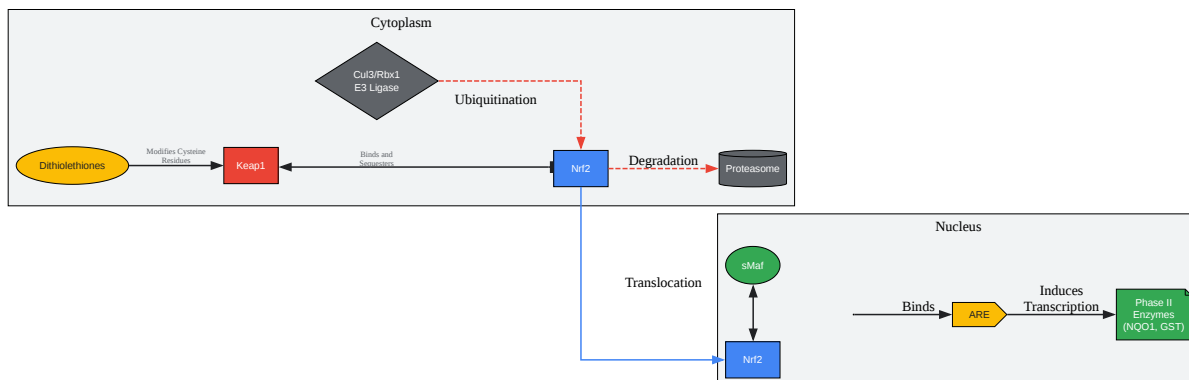 Cytoplasm
Cul3/Rbx1
E3 Ligase
Ubiquitination
Dithiolethiones
Modifies Cysteine
Residues
Keap1
Binds and
Sequesters
Nrf2
Degradation
Proteasome
Nucleus
sMaf
Translocation
Nrf2
Binds
ARE
Induces
Transcription
Phase II
Enzymes
(NQO1, GST)